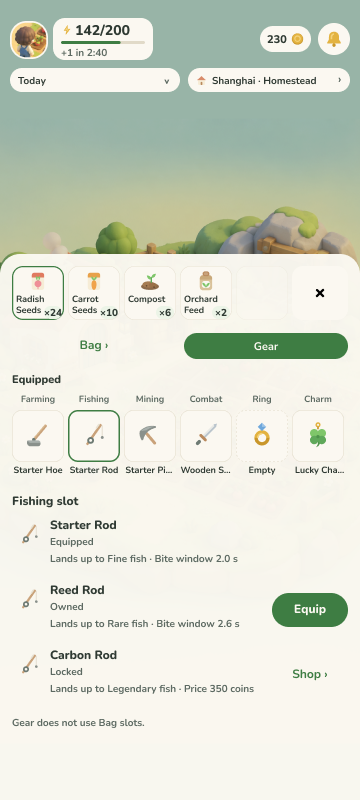 142/200
+1 in 2:40
230
Today
Shanghai · Homestead ›
Radish Seeds ×24
Carrot Seeds ×10
Compost ×6
Orchard Feed ×2
Bag ›
Gear
Equipped
Farming
Fishing
Mining
Combat
Ring
Charm
Starter Hoe
Starter Rod
Starter Pi...
Wooden S...
Empty
Lucky Cha...
Fishing slot
Starter Rod
Equipped
Lands up to Fine fish · Bite window 2.0 s
Reed Rod
Owned
Lands up to Rare fish · Bite window 2.6 s
Equip
Carbon Rod
Locked
Lands up to Legendary fish · Price 350 coins
Shop ›
Gear does not use Bag slots.